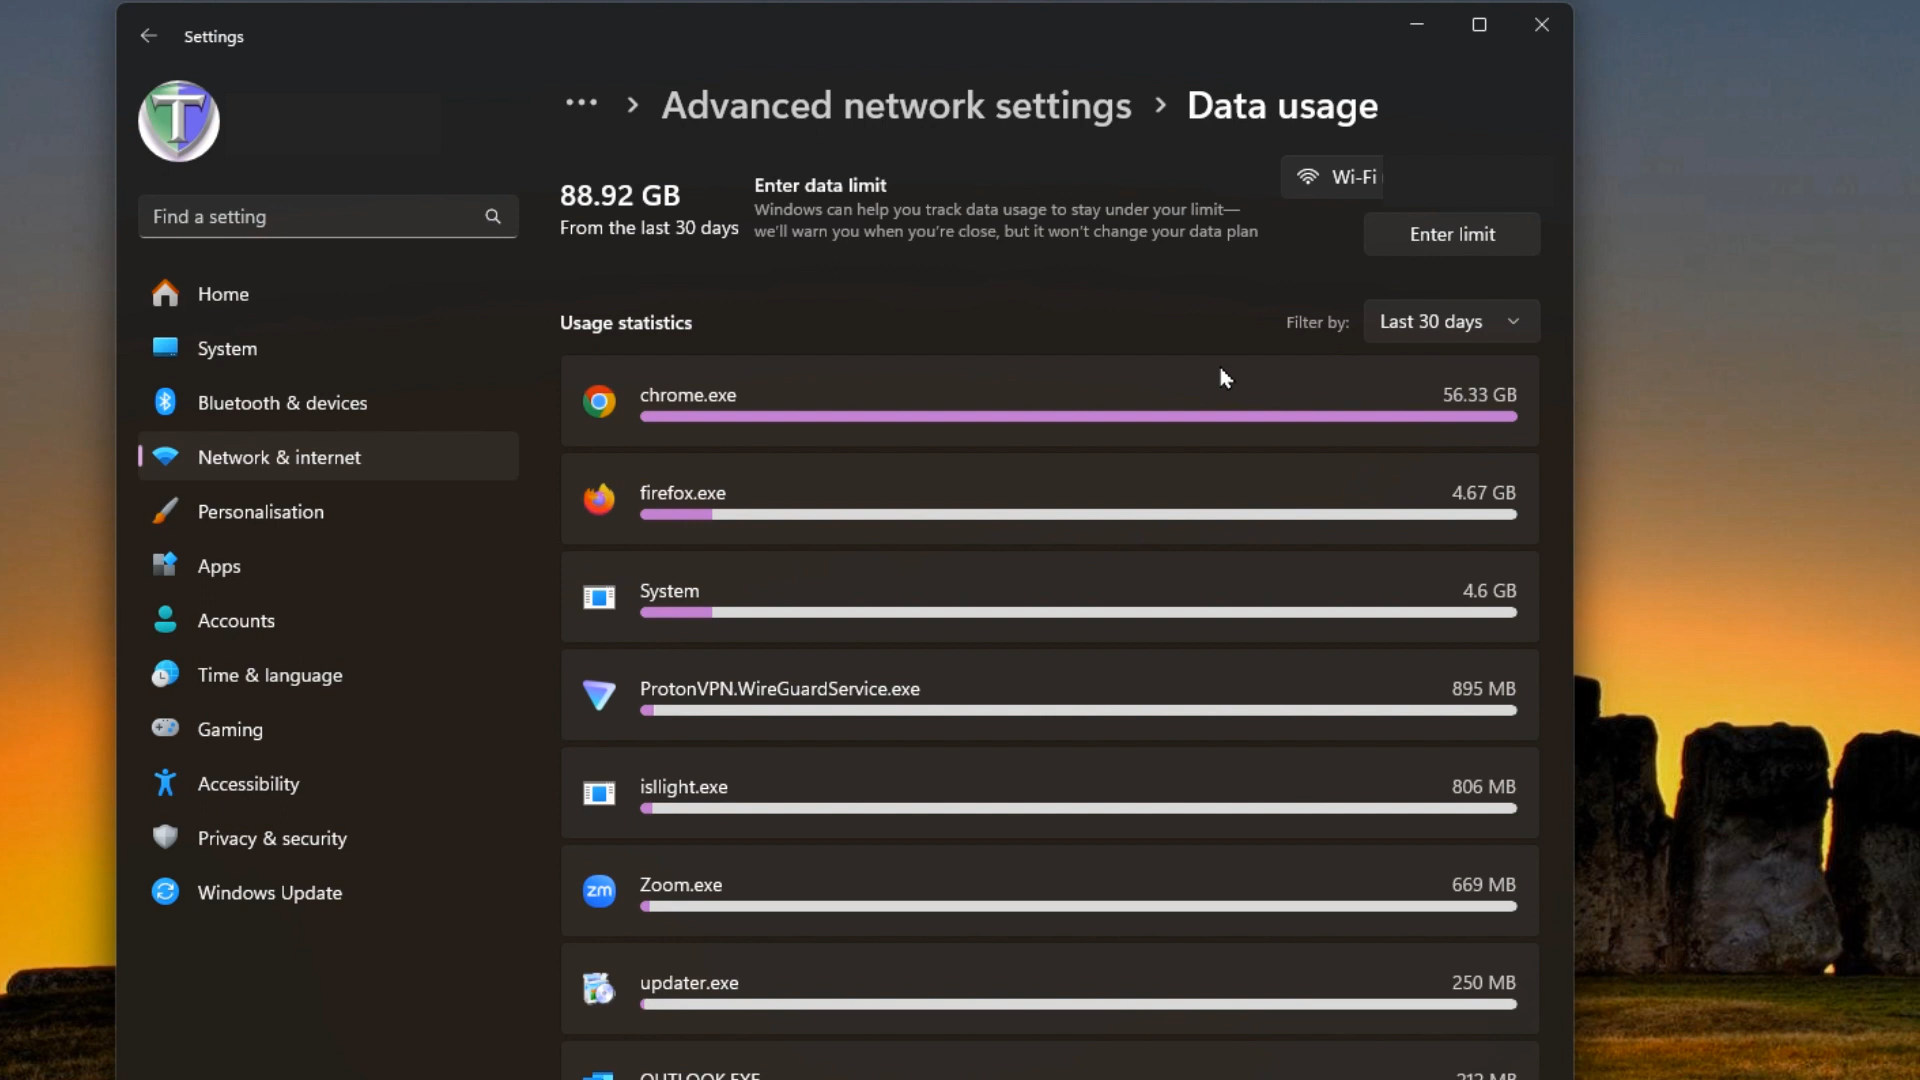 Settings
T
··· > Advanced network settings > Data usage
88.92 GB
From the last 30 days
Enter data limit
Windows can help you track data usage to stay under your limit—
we'll warn you when you're close, but it won't change your data plan
Wi-Fi
Enter limit
Find a setting
Home
System
Bluetooth & devices
Network & internet
Personalisation
Apps
Accounts
Time & language
Gaming
Accessibility
Privacy & security
Windows Update
Usage statistics
Filter by: Last 30 days
chrome.exe 56.33 GB
firefox.exe 4.67 GB
System 4.6 GB
ProtonVPN.WireGuardService.exe 895 MB
isllight.exe 806 MB
zm Zoom.exe 669 MB
updater.exe 250 MB
OUTLOOK.EXE 212 MB